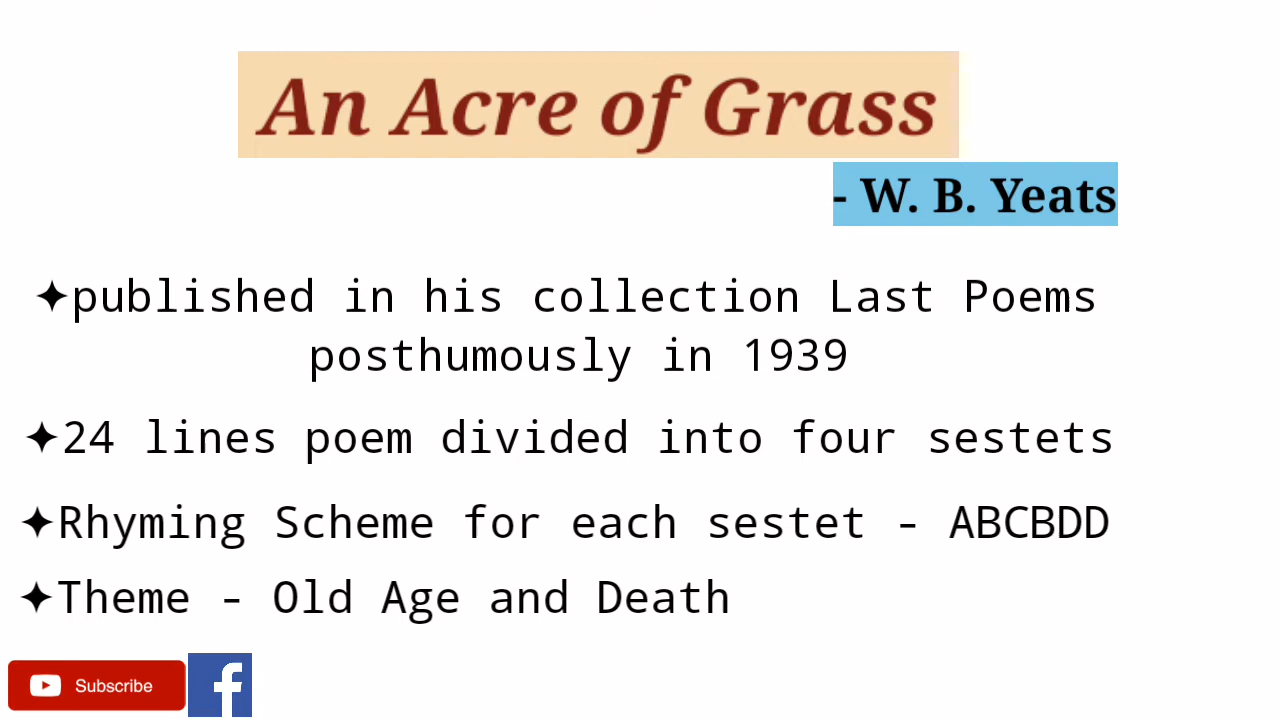 An Acre of Grass
- W. B. Yeats
✦published in his collection Last Poems
posthumously in 1939
✦24 lines poem divided into four sestets
✦Rhyming Scheme for each sestet - ABCBDD
✦Theme - Old Age and Death
Subscribe